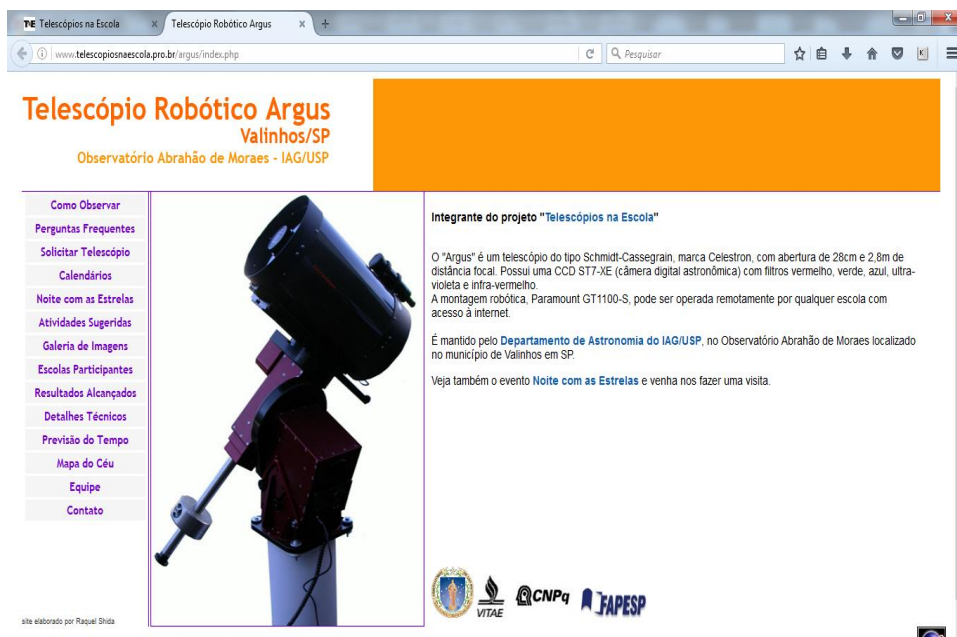 TnE Telescópios na Escola
Telescópio Robótico Argus
www.telescopiosnaescola.pro.br/argus/index.php
Pesquisar
Telescópio Robótico Argus
Valinhos/SP
Observatório Abrahão de Moraes - IAG/USP
Como Observar
Perguntas Frequentes
Solicitar Telescópio
Calendários
Noite com as Estrelas
Atividades Sugeridas
Galeria de Imagens
Escolas Participantes
Resultados Alcançados
Detalhes Técnicos
Previsão do Tempo
Mapa do Céu
Equipe
Contato
site elaborado por Raquel Shida
Integrante do projeto "Telescópios na Escola"
O "Argus" é um telescópio do tipo Schmidt-Cassegrain, marca Celestron, com abertura de 28cm e 2,8m de
distância focal. Possui uma CCD ST7-XE (câmera digital astronômica) com filtros vermelho, verde, azul, ultra-
violeta e infra-vermelho.
A montagem robótica, Paramount GT1100-S, pode ser operada remotamente por qualquer escola com
acesso à internet.
É mantido pelo Departamento de Astronomia do IAG/USP, no Observatório Abrahão de Moraes localizado
no município de Valinhos em SP.
Veja também o evento Noite com as Estrelas e venha nos fazer uma visita.
VITAE
CNPq
FAPESP